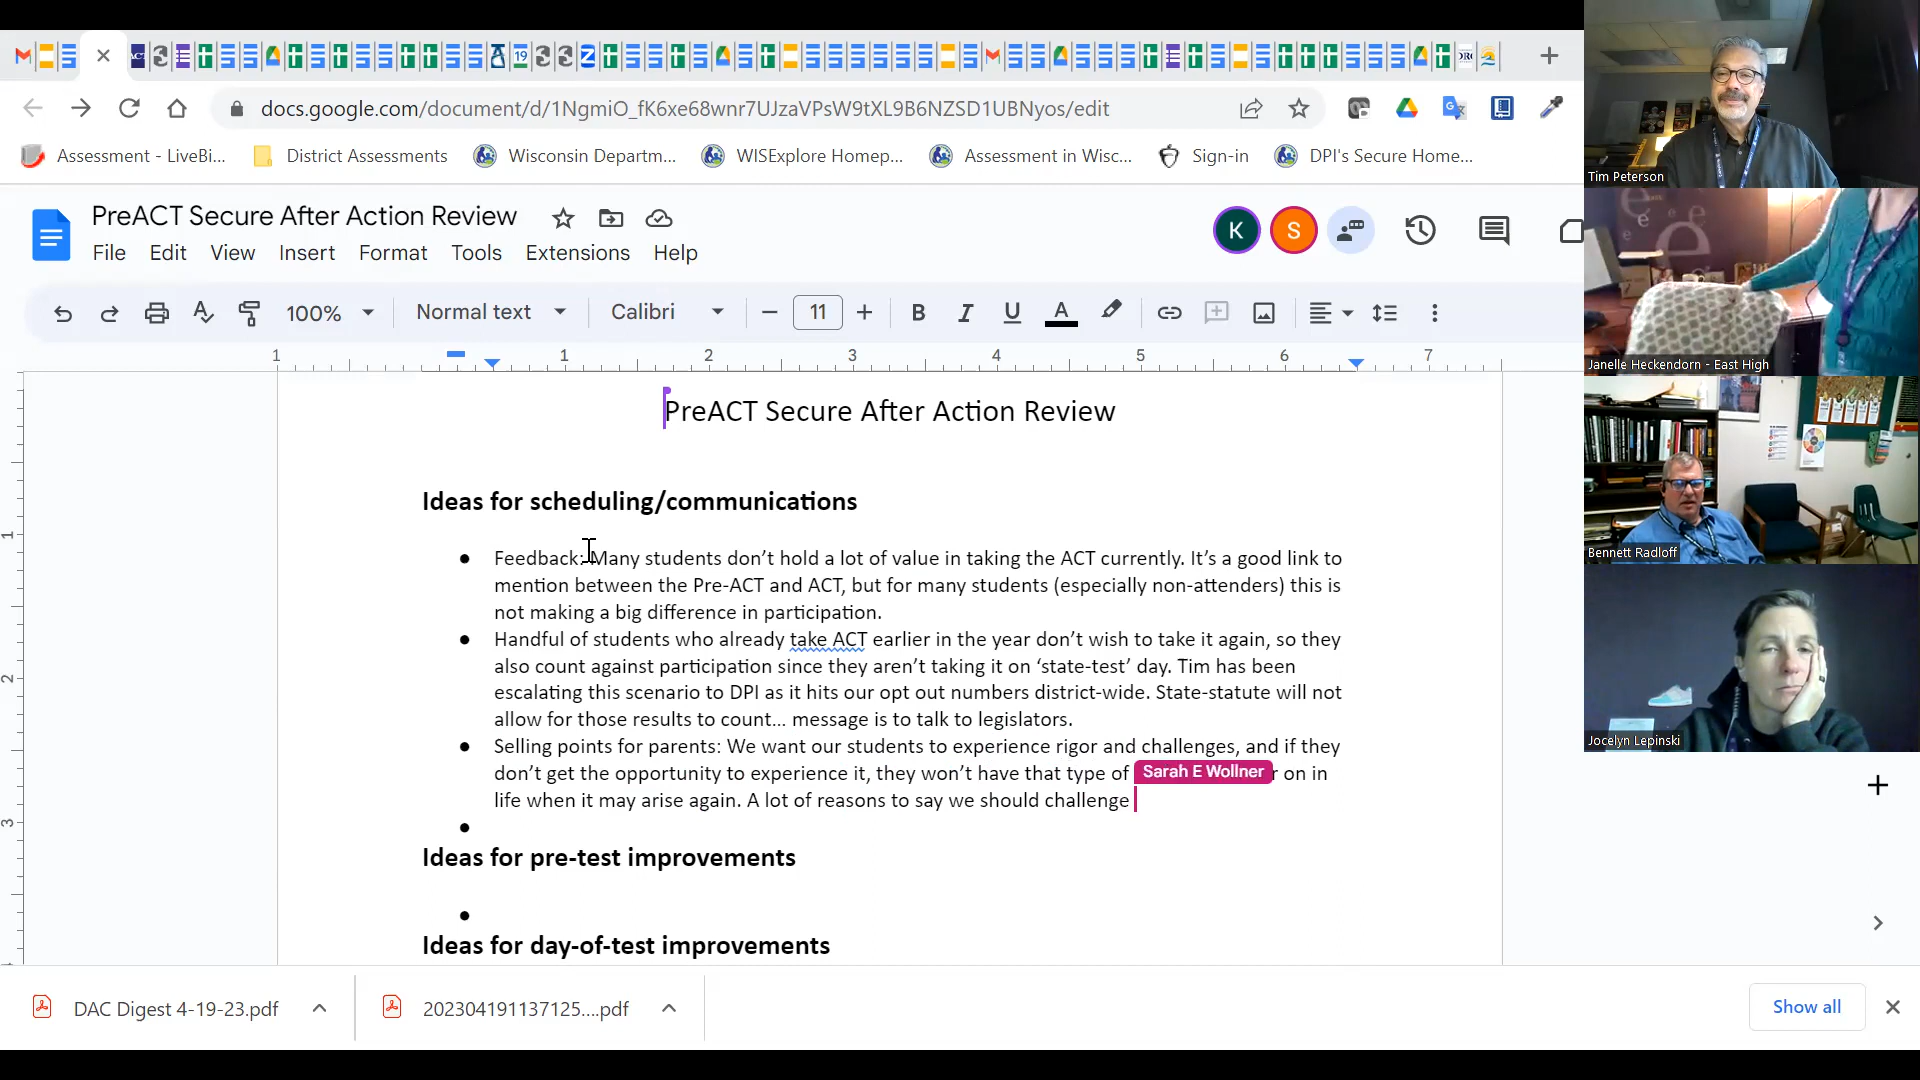 docs.google.com/document/d/1NgmiO_fK6xe68wnr7UJzaVPsW9tXL9B6NZSD1UBNyos/edit
Assessment - LiveBi...
District Assessments
Wisconsin Departm...
WISExplore Homep...
Assessment in Wisc...
Sign-in
DPI's Secure Home...
PreACT Secure After Action Review
K
S
File Edit View Insert Format Tools Extensions Help
100%
Normal text
Calibri
11
B I U A
1 1 2 3 4 5 6 7
PreACT Secure After Action Review
Ideas for scheduling/communications
● Feedback: Many students don’t hold a lot of value in taking the ACT currently. It’s a good link to
mention between the Pre-ACT and ACT, but for many students (especially non-attenders) this is
not making a big difference in participation.
● Handful of students who already take ACT earlier in the year don’t wish to take it again, so they
also count against participation since they aren’t taking it on ‘state-test’ day. Tim has been
escalating this scenario to DPI as it hits our opt out numbers district-wide. State-statute will not
allow for those results to count... message is to talk to legislators.
● Selling points for parents: We want our students to experience rigor and challenges, and if they
don’t get the opportunity to experience it, they won’t have that type of
Sarah E Wollner
on in
life when it may arise again. A lot of reasons to say we should challenge
●
Ideas for pre-test improvements
●
Ideas for day-of-test improvements
1
2
3
DAC Digest 4-19-23.pdf
202304191137125....pdf
Show all
Tim Peterson
Janelle Heckendorn - East High
Bennett Radloff
Jocelyn Lepinski